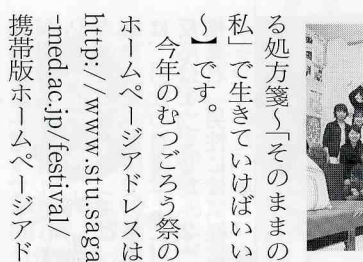 る処方箋～「そのままの
私」で生きていけばいい
～】です。
今年のむつごろう祭の
ホームページアドレスは
http://www.stu.saga
-med.ac.jp/festival/
携帯版ホームページアド